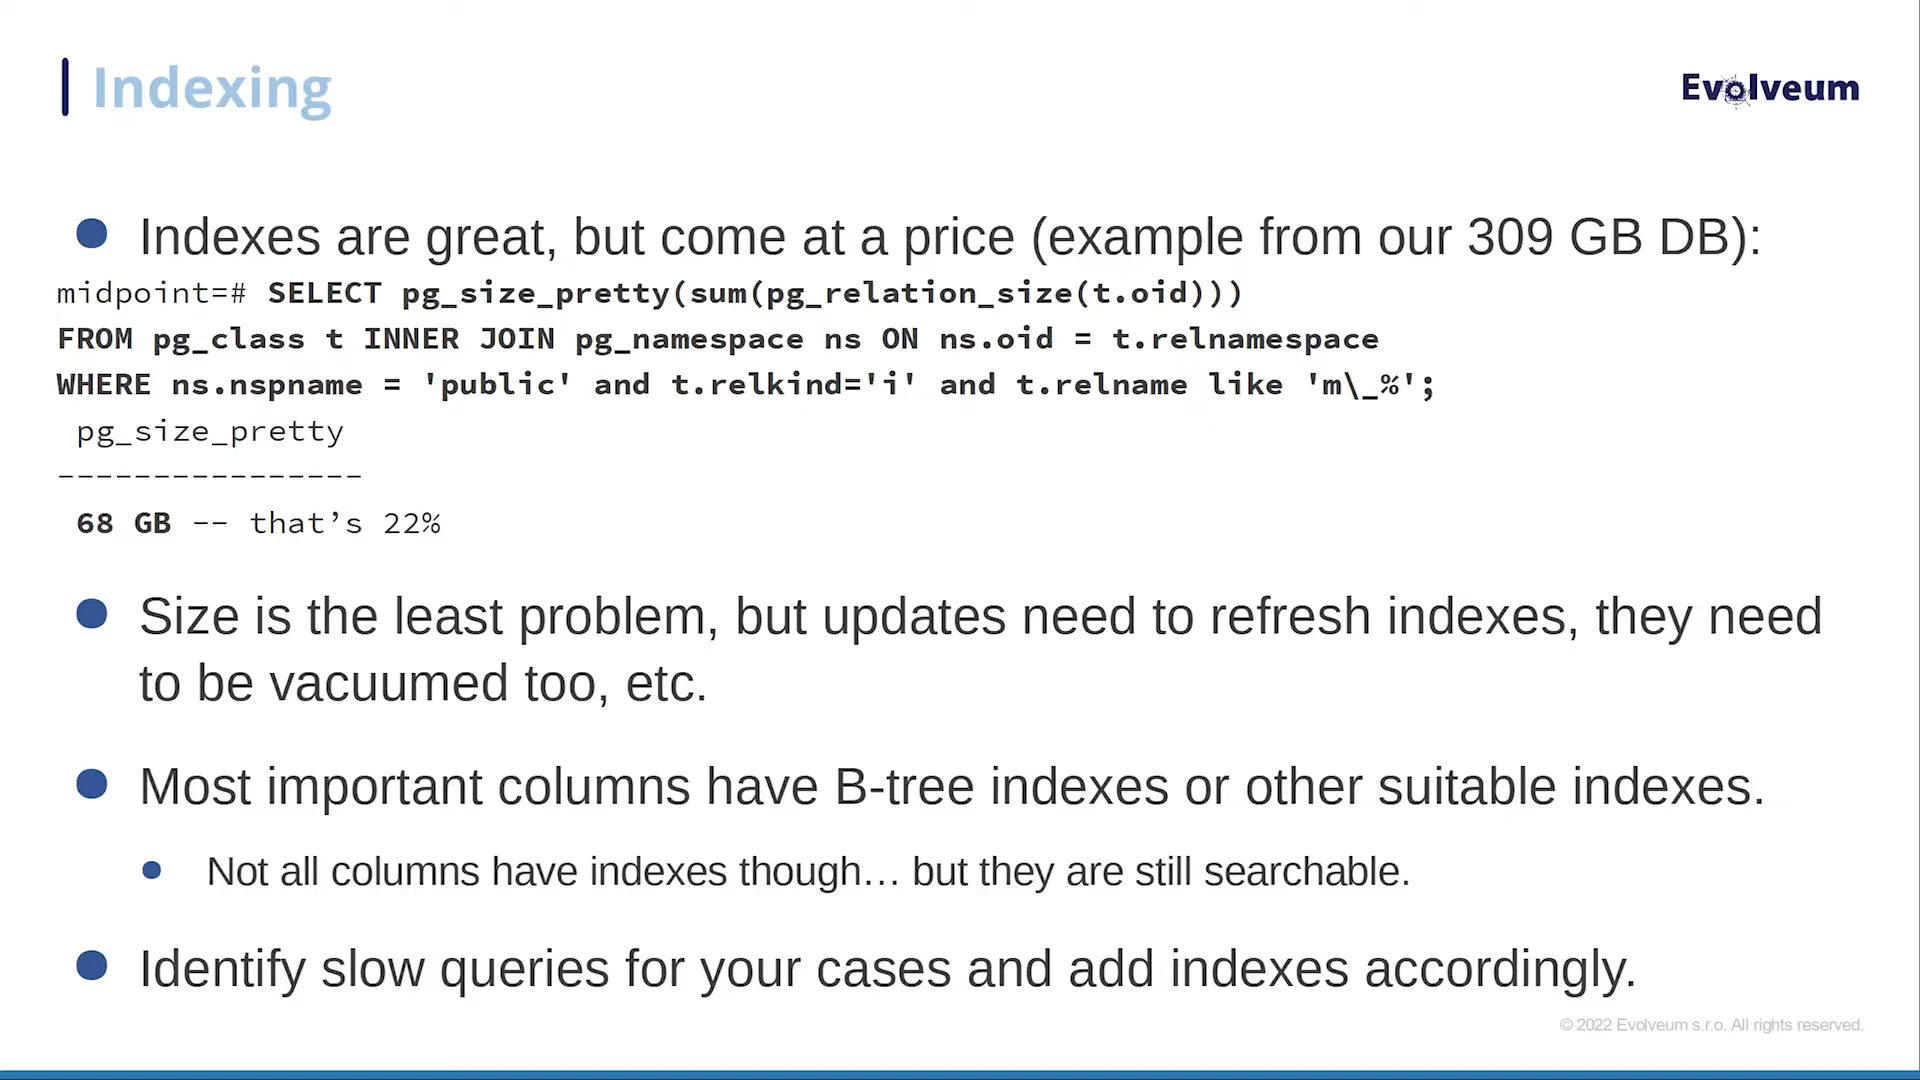 Indexing
Evolveum
Indexes are great, but come at a price (example from our 309 GB DB):
midpoint=# SELECT pg_size_pretty(sum(pg_relation_size(t.oid)))
FROM pg_class t INNER JOIN pg_namespace ns ON ns.oid = t.relnamespace
WHERE ns.nspname = 'public' and t.relkind='i' and t.relname like 'm\_%';
pg_size_pretty
----------------
68 GB -- that’s 22%
Size is the least problem, but updates need to refresh indexes, they need
to be vacuumed too, etc.
Most important columns have B-tree indexes or other suitable indexes.
Not all columns have indexes though… but they are still searchable.
Identify slow queries for your cases and add indexes accordingly.
© 2022 Evolveum s.r.o. All rights reserved.